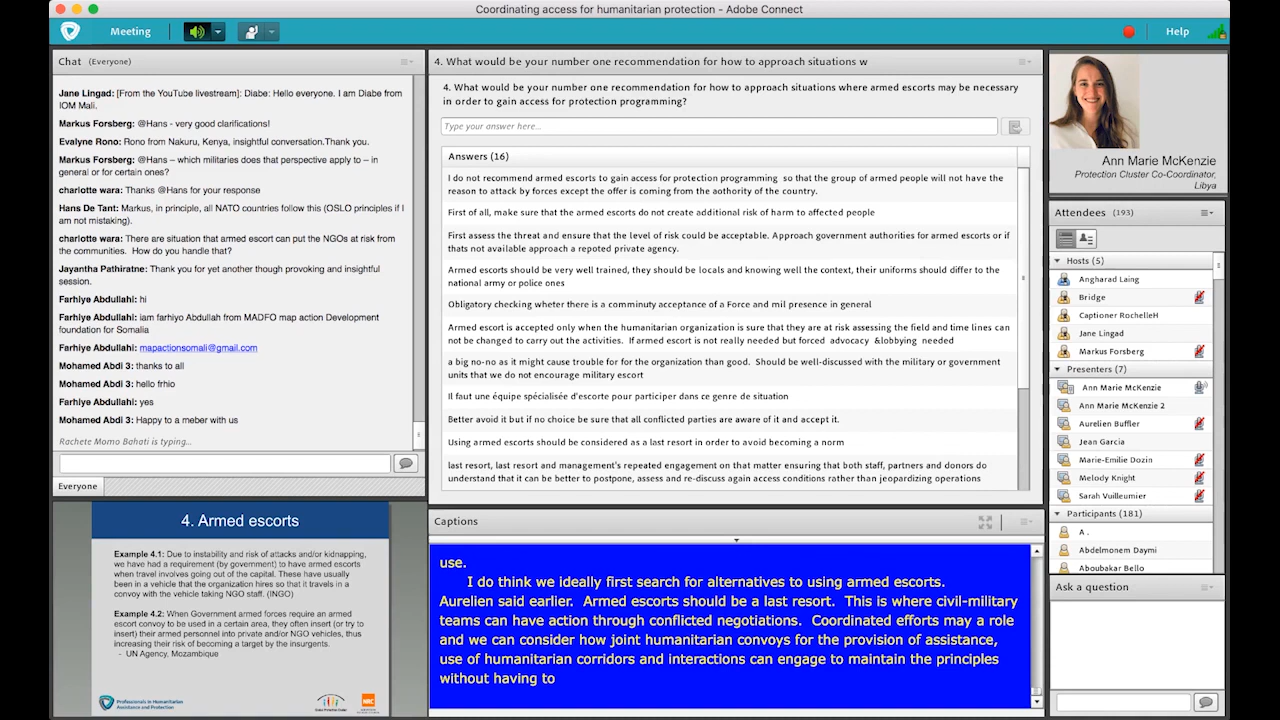 Coordinating access for humanitarian protection - Adobe Connect
Meeting
Help
Chat (Everyone)
Jane Lingad: [From the YouTube livestream]: Diabe: Hello everyone. I am Diabe from
IOM Mali.
Markus Forsberg: @Hans - very good clarifications!
Evalyne Rono: Rono from Nakuru, Kenya, insightful conversation.Thank you.
Markus Forsberg: @Hans – which militaries does that perspective apply to – in
general or for certain ones?
charlotte wara: Thanks @Hans for your response
Hans De Tant: Markus, in principle, all NATO countries follow this (OSLO principles if I
am not mistaking).
charlotte wara: There are situation that armed escort can put the NGOs at risk from
the communities. How do you handle that?
Jayantha Pathiratne: Thank you for yet another though provoking and insightful
session.
Farhiye Abdullahi: hi
Farhiye Abdullahi: iam farhiyo Abdullah from MADFO map action Development
foundation for Somalia
Farhiye Abdullahi: mapactionsomali@gmail.com
Mohamed Abdi 3: thanks to all
Mohamed Abdi 3: hello frhio
Farhiye Abdullahi: yes
Mohamed Abdi 3: Happy to a meber with us
Rachete Momo Bahati is typing...
Everyone
4. Armed escorts
Example 4.1: Due to instability and risk of attacks and/or kidnapping,
we have had a requirement (by government) to have armed escorts
when travel involves going out of the capital. These have usually
been in a vehicle that the organization hires so that it travels in a
convoy with the vehicle taking NGO staff. (INGO)
Example 4.2: When Government armed forces require an armed
escort convoy to be used in a certain area, they often insert (or try to
insert) their armed personnel into private and/or NGO vehicles, thus
increasing their risk of becoming a target by the insurgents.
- UN Agency, Mozambique
Professionals in Humanitarian
Assistance and Protection
NRC
4. What would be your number one recommendation for how to approach situations w
4. What would be your number one recommendation for how to approach situations where armed escorts may be necessary
in order to gain access for protection programming?
Type your answer here...
Answers (16)
I do not recommend armed escorts to gain access for protection programming so that the group of armed people will not have the
reason to attack by forces except the offer is coming from the aothority of the country.
First of all, make sure that the armed escorts do not create additional risk of harm to affected people
First assess the threat and ensure that the level of risk could be acceptable. Approach government authorities for armed escorts or if
thats not available approach a repoted private agency.
Armed escorts should be very well trained, they should be locals and knowing well the context, their uniforms should differ to the
national army or police ones
Obligatory checking wheter there is a comminuty acceptance of a Force and mil presence in general
Armed escort is accepted only when the humanitarian organization is sure that they are at risk assessing the field and time lines can
not be changed to carry out the activities. If armed escort is not really needed but forced advocacy &lobbying needed
a big no-no as it might cause trouble for for the organization than good. Should be well-discussed with the military or government
units that we do not encourage military escort
Il faut une équipe spécialisée d'escorte pour participer dans ce genre de situation
Better avoid it but if no choice be sure that all conflicted parties are aware of it and accept it.
Using armed escorts should be considered as a last resort in order to avoid becoming a norm
last resort, last resort and management's repeated engagement on that matter ensuring that both staff, partners and donors do
understand that it can be better to postpone, assess and re-discuss again access conditions rather than jeopardizing operations
Captions
use.
I do think we ideally first search for alternatives to using armed escorts.
Aurelien said earlier. Armed escorts should be a last resort. This is where civil-military
teams can have action through conflicted negotiations. Coordinated efforts may a role
and we can consider how joint humanitarian convoys for the provision of assistance,
use of humanitarian corridors and interactions can engage to maintain the principles
without having to
Ann Marie McKenzie
Protection Cluster Co-Coordinator,
Libya
Attendees (193)
Hosts (5)
Angharad Laing
Bridge
Captioner RochelleH
Jane Lingad
Markus Forsberg
Presenters (7)
Ann Marie McKenzie
Ann Marie McKenzie 2
Aurelien Buffler
Jean Garcia
Marie-Emilie Dozin
Melody Knight
Sarah Vuilleumier
Participants (181)
A .
Abdelmonem Daymi
Aboubakar Bello
Ask a question